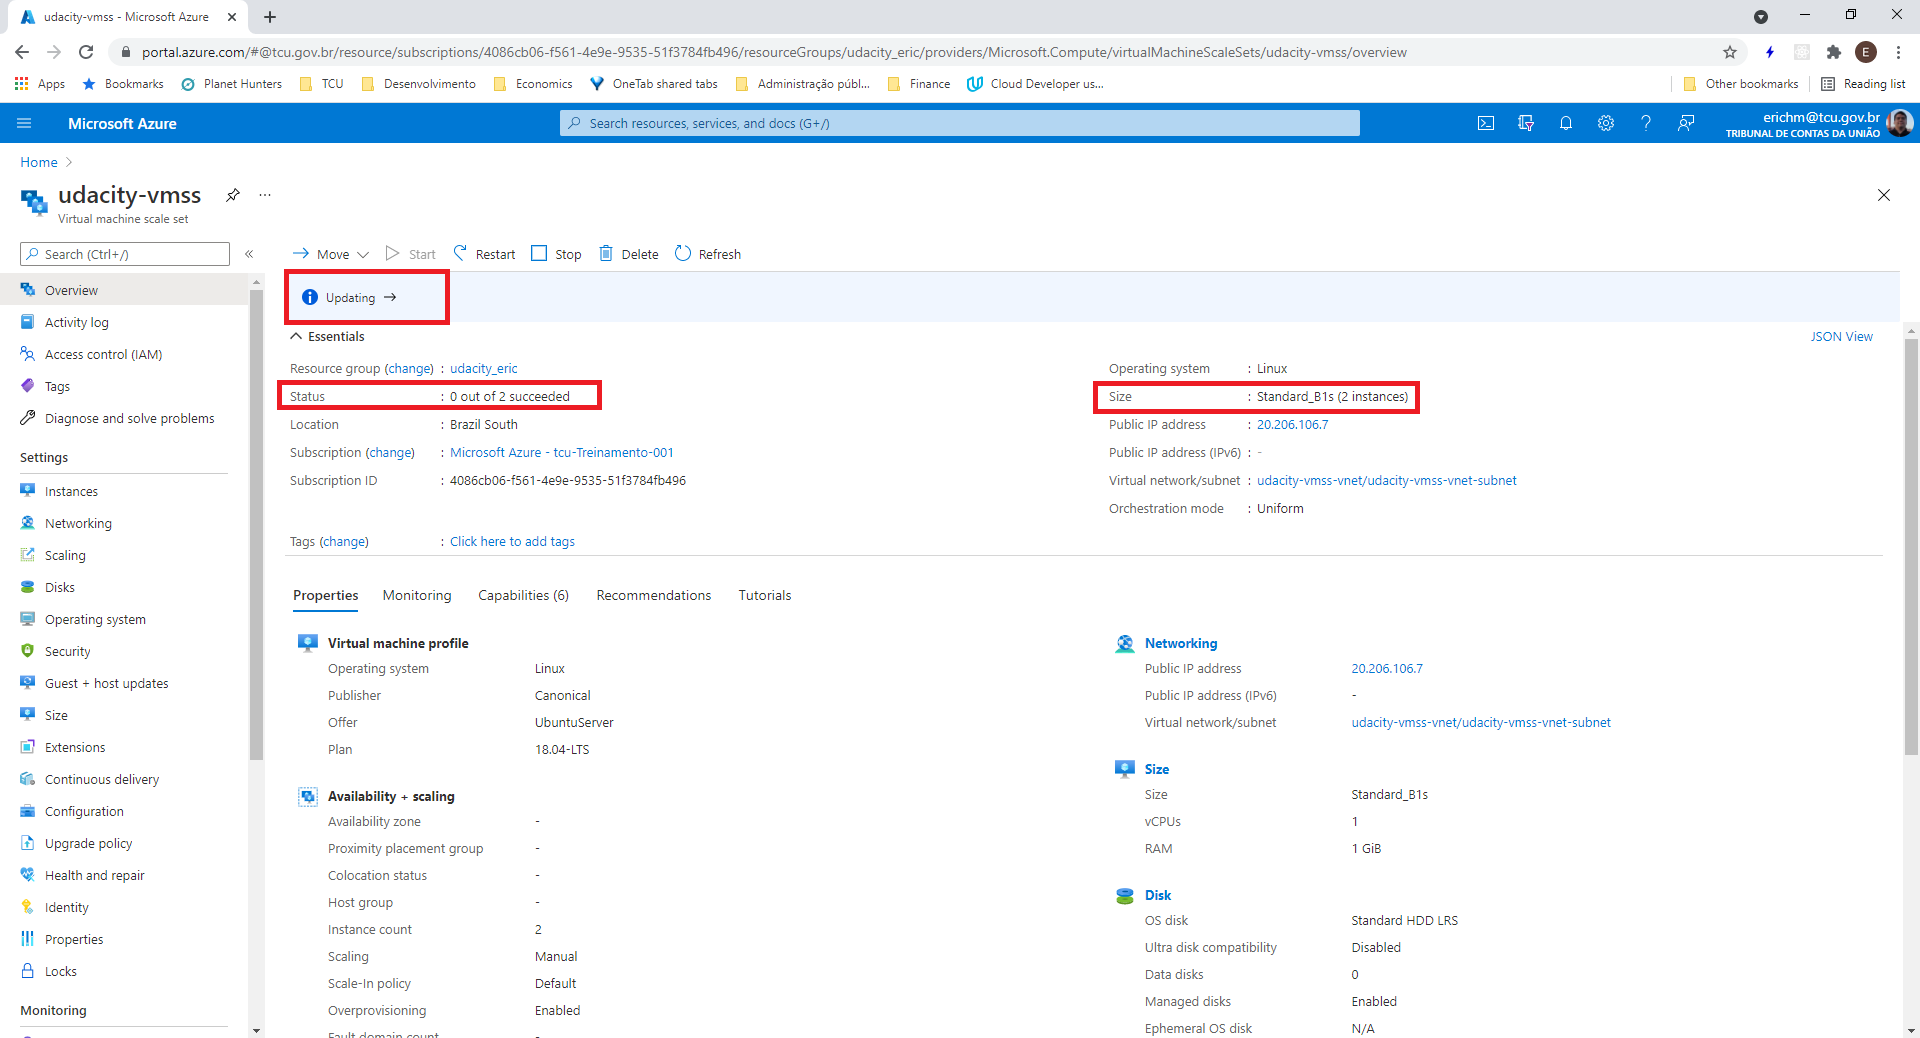 udacity-vmss - Microsoft Azure
portal.azure.com/#@tcu.gov.br/resource/subscriptions/4086cb06-f561-4e9e-9535-51f3784fb496/resourceGroups/udacity_eric/providers/Microsoft.Compute/virtualMachineScaleSets/udacity-vmss/overview
E
Apps Bookmarks Planet Hunters TCU Desenvolvimento Economics OneTab shared tabs Administração públ... Finance Cloud Developer us... Other bookmarks Reading list
Microsoft Azure
Search resources, services, and docs (G+/)
erichm@tcu.gov.br
TRIBUNAL DE CONTAS DA UNIÃO
Home
udacity-vmss
Virtual machine scale set
Search (Ctrl+/)
Overview
Activity log
Access control (IAM)
Tags
Diagnose and solve problems
Settings
Instances
Networking
Scaling
Disks
Operating system
Security
Guest + host updates
Size
Extensions
Continuous delivery
Configuration
Upgrade policy
Health and repair
Identity
Properties
Locks
Monitoring
Move Start Restart Stop Delete Refresh
Updating →
Essentials
JSON View
Resource group (change) : udacity_eric
Status : 0 out of 2 succeeded
Location : Brazil South
Subscription (change) : Microsoft Azure - tcu-Treinamento-001
Subscription ID : 4086cb06-f561-4e9e-9535-51f3784fb496
Operating system : Linux
Size : Standard_B1s (2 instances)
Public IP address : 20.206.106.7
Public IP address (IPv6) : -
Virtual network/subnet : udacity-vmss-vnet/udacity-vmss-vnet-subnet
Orchestration mode : Uniform
Tags (change) : Click here to add tags
Properties Monitoring Capabilities (6) Recommendations Tutorials
Virtual machine profile
Operating system Linux
Publisher Canonical
Offer UbuntuServer
Plan 18.04-LTS
Availability + scaling
Availability zone -
Proximity placement group -
Colocation status -
Host group -
Instance count 2
Scaling Manual
Scale-In policy Default
Overprovisioning Enabled
Fault domain count -
Networking
Public IP address 20.206.106.7
Public IP address (IPv6) -
Virtual network/subnet udacity-vmss-vnet/udacity-vmss-vnet-subnet
Size
Size Standard_B1s
vCPUs 1
RAM 1 GiB
Disk
OS disk Standard HDD LRS
Ultra disk compatibility Disabled
Data disks 0
Managed disks Enabled
Ephemeral OS disk N/A